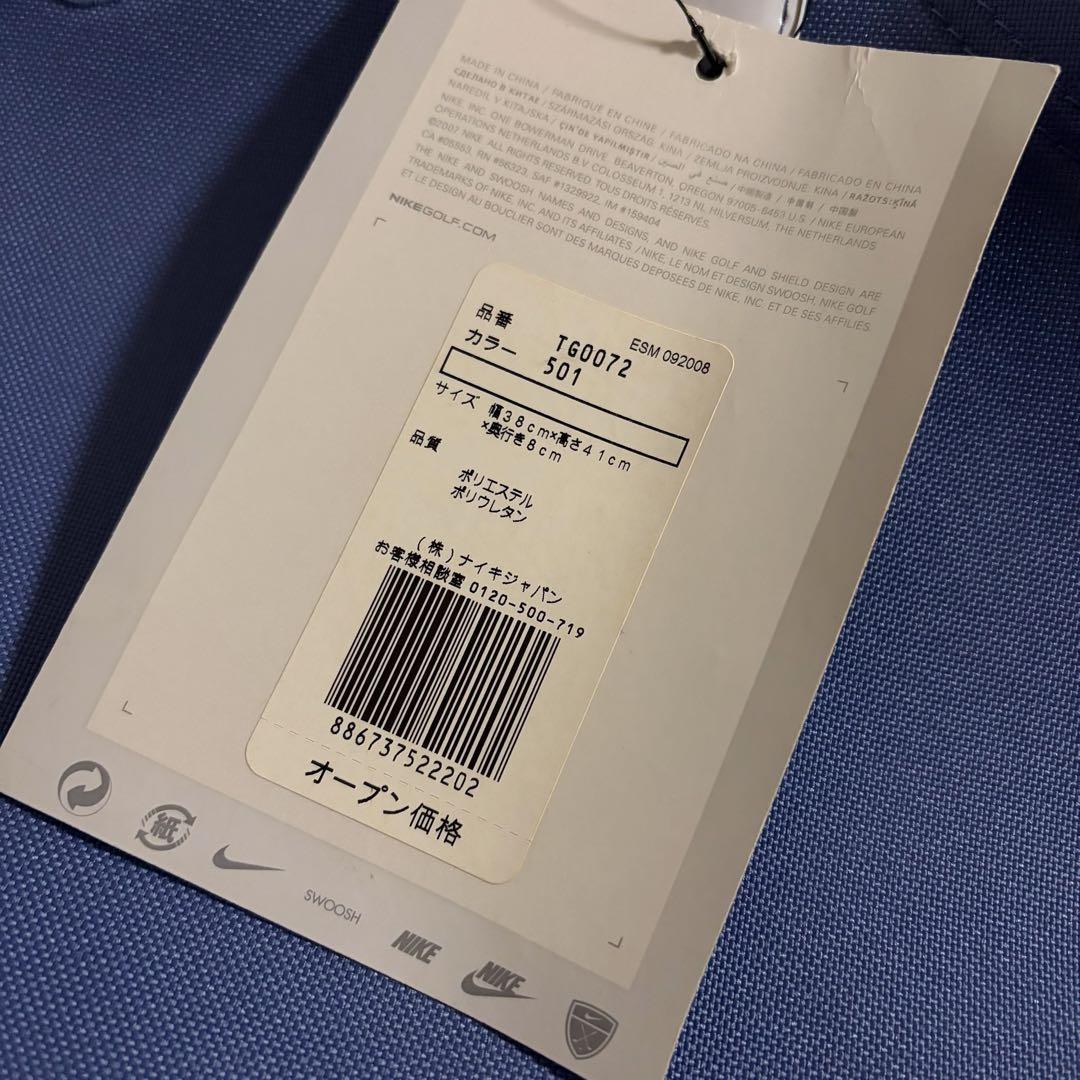 MADE IN CHINA / FABRIQUÉ EN CHINE / FABRICADO NA CHINA / FABRICADO EN CHINA
СДЕЛАНО В КИТАЕ / SZÁRMAZÁSI ORSZÁG: KÍNA / ZEMLJA PROIZVODNJE: KINA / RAŽOTS: ĶĪNĀ
NAREDIL V KITAJSKA / ÇİN'DE YAPILMIŞTIR / صنع في الصين / 中國製造 / 中国製
NIKE, INC. ONE BOWERMAN DRIVE, BEAVERTON, OREGON 97005-6453 U.S. / NIKE EUROPEAN
OPERATIONS NETHERLANDS B.V. COLOSSEUM 1, 1213 NL HILVERSUM, THE NETHERLANDS
©2007 NIKE. ALL RIGHTS RESERVED TOUS DROITS RÉSERVÉS.
CA #05553, RN #56323, SAF #1329922, IM #159404
THE NIKE AND SWOOSH NAMES AND DESIGNS, AND NIKE GOLF AND SHIELD DESIGN ARE
TRADEMARKS OF NIKE, INC. AND ITS AFFILIATES. / NIKE, LE NOM ET DESIGN SWOOSH, NIKE GOLF
ET LE DESIGN AU BOUCLIER SONT DES MARQUES DEPOSEES DE NIKE, INC. ET DE SES AFFILIES.
NIKEGOLF.COM
品番 TG0072 ESM 092008
カラー 501
サイズ 幅38cm×高さ41cm
×奥行き8cm
品質
ポリエステル
ポリウレタン
(株)ナイキジャパン
お客様相談室 0120-500-719
886737522202
オープン価格
紙
SWOOSH
NIKE
NIKE